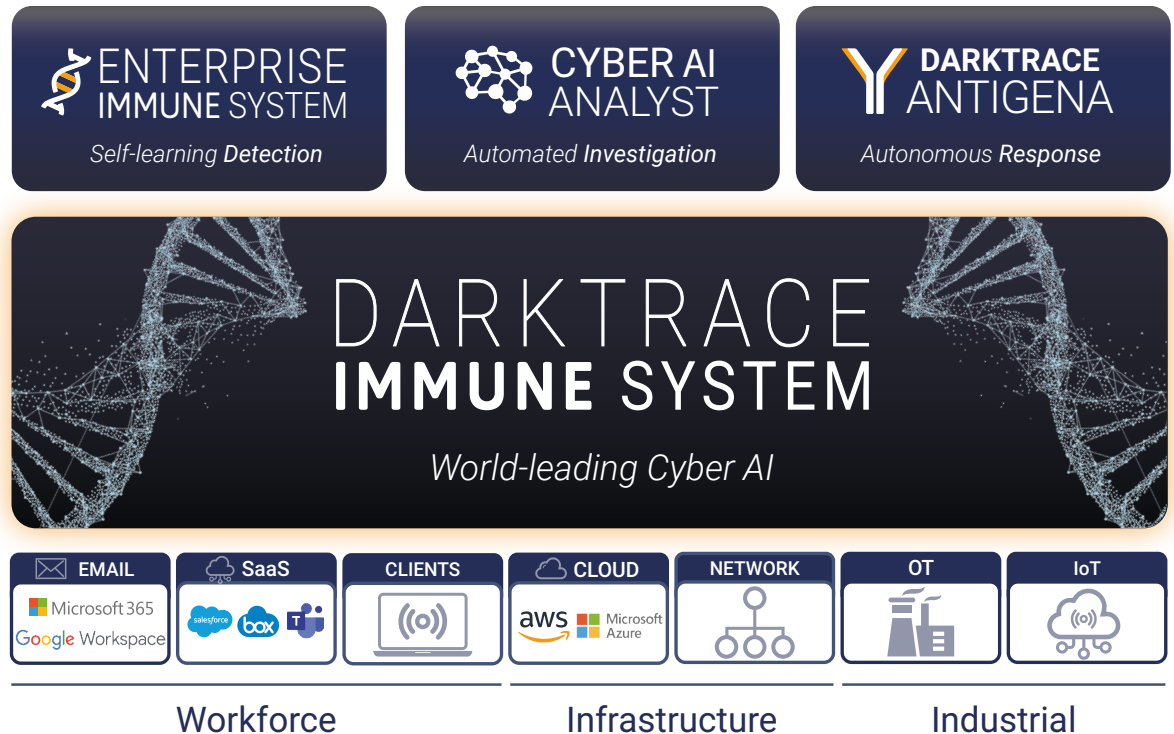 ENTERPRISE
IMMUNE SYSTEM
Self-learning Detection
CYBER AI
ANALYST
Automated Investigation
DARKTRACE
ANTIGENA
Autonomous Response
DARKTRACE
IMMUNE SYSTEM
World-leading Cyber AI
EMAIL
Microsoft 365
Google Workspace
SaaS
salesforce
box
T
CLIENTS
CLOUD
aws
Microsoft
Azure
NETWORK
OT
IoT
Workforce
Infrastructure
Industrial